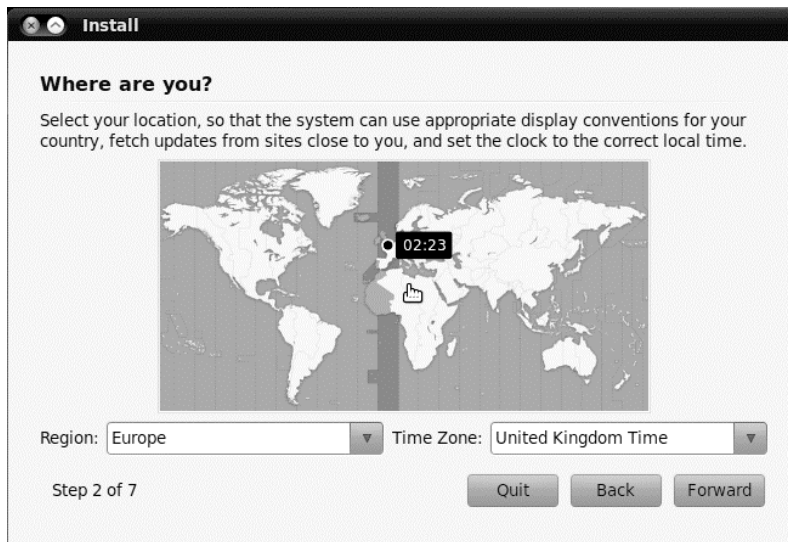 Install
Where are you?
Select your location, so that the system can use appropriate display conventions for your
country, fetch updates from sites close to you, and set the clock to the correct local time.
02:23
Region: Europe Time Zone: United Kingdom Time
Step 2 of 7 Quit Back Forward